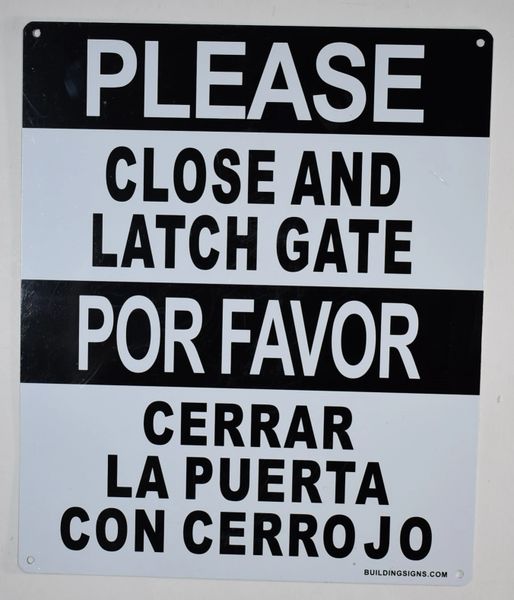 PLEASE
CLOSE AND
LATCH GATE
POR FAVOR
CERRAR
LA PUERTA
CON CERROJO
BUILDINGSIGNS.COM